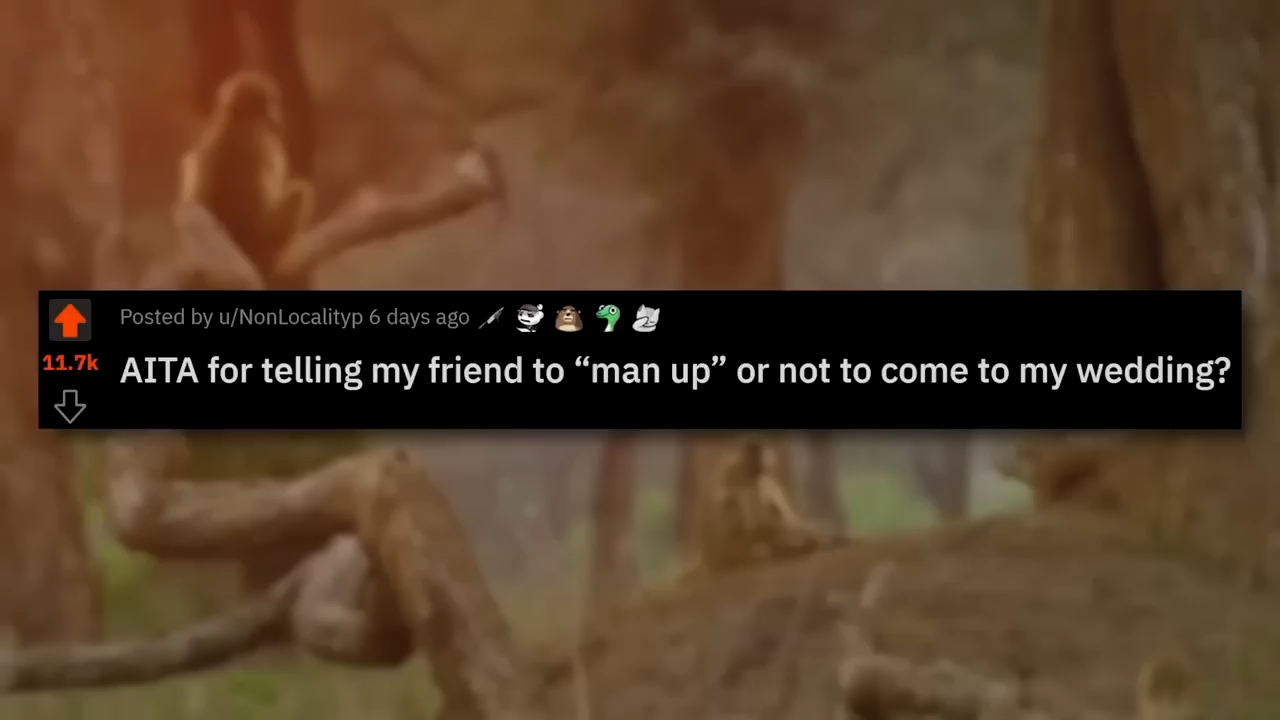 Posted by u/NonLocalityp 6 days ago
11.7k
AITA for telling my friend to “man up” or not to come to my wedding?